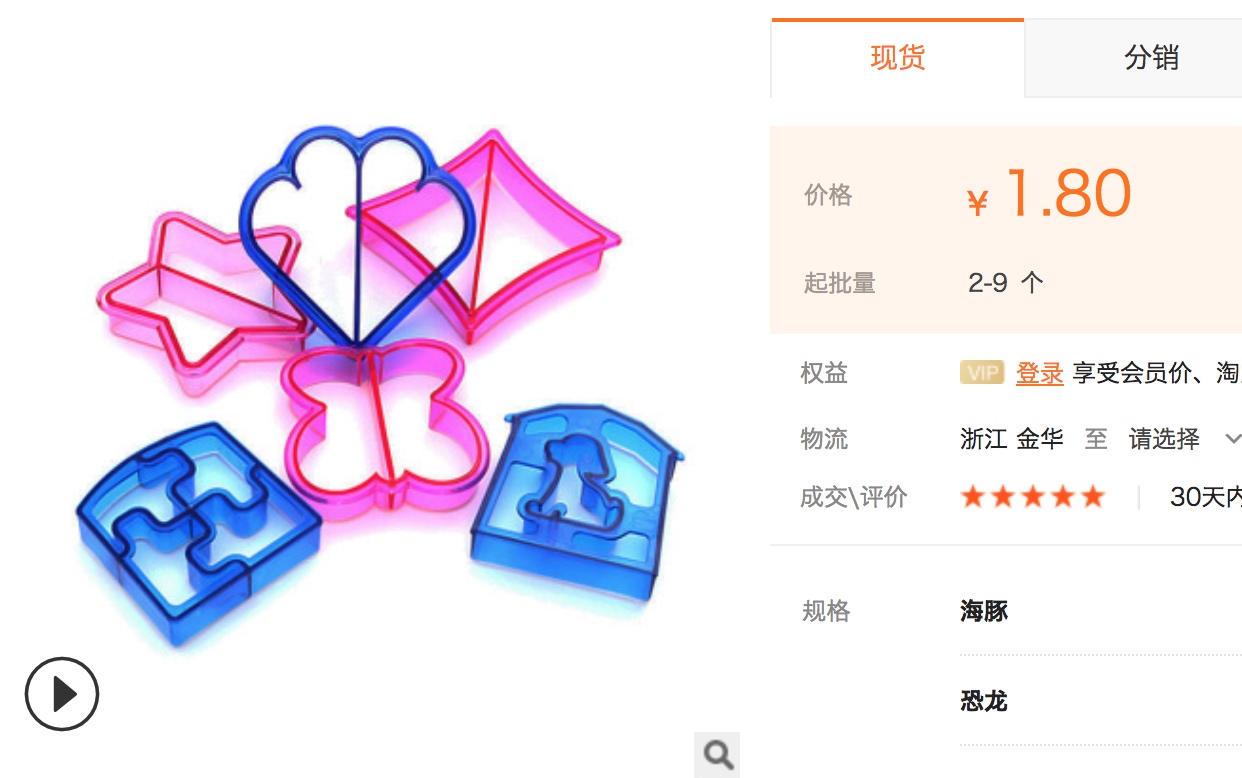 现货 分销
价格 ¥ 1.80
起批量 2-9 个
权益 VIP 登录 享受会员价、淘
物流 浙江 金华 至 请选择
成交\评价 30天内
规格 海豚
恐龙